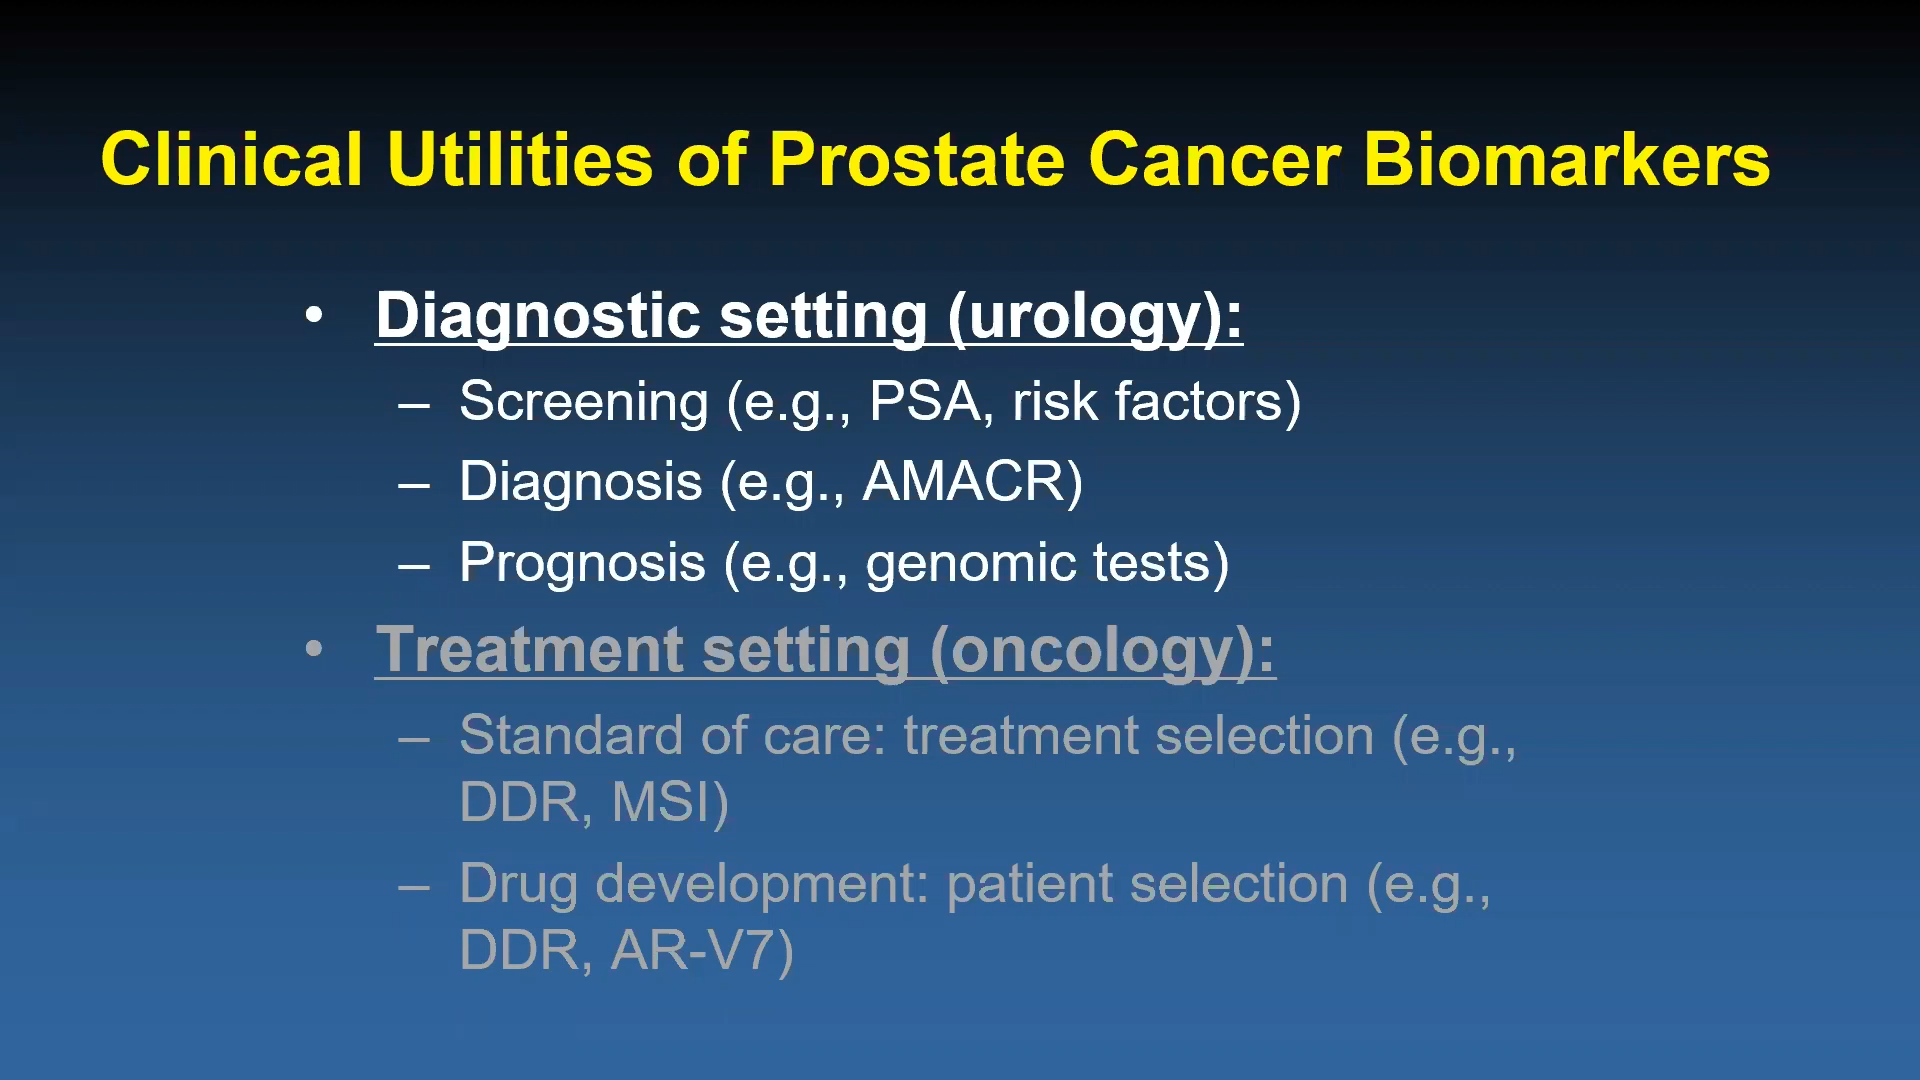 Clinical Utilities of Prostate Cancer Biomarkers
• Diagnostic setting (urology):
– Screening (e.g., PSA, risk factors)
– Diagnosis (e.g., AMACR)
– Prognosis (e.g., genomic tests)
• Treatment setting (oncology):
– Standard of care: treatment selection (e.g.,
DDR, MSI)
– Drug development: patient selection (e.g.,
DDR, AR-V7)